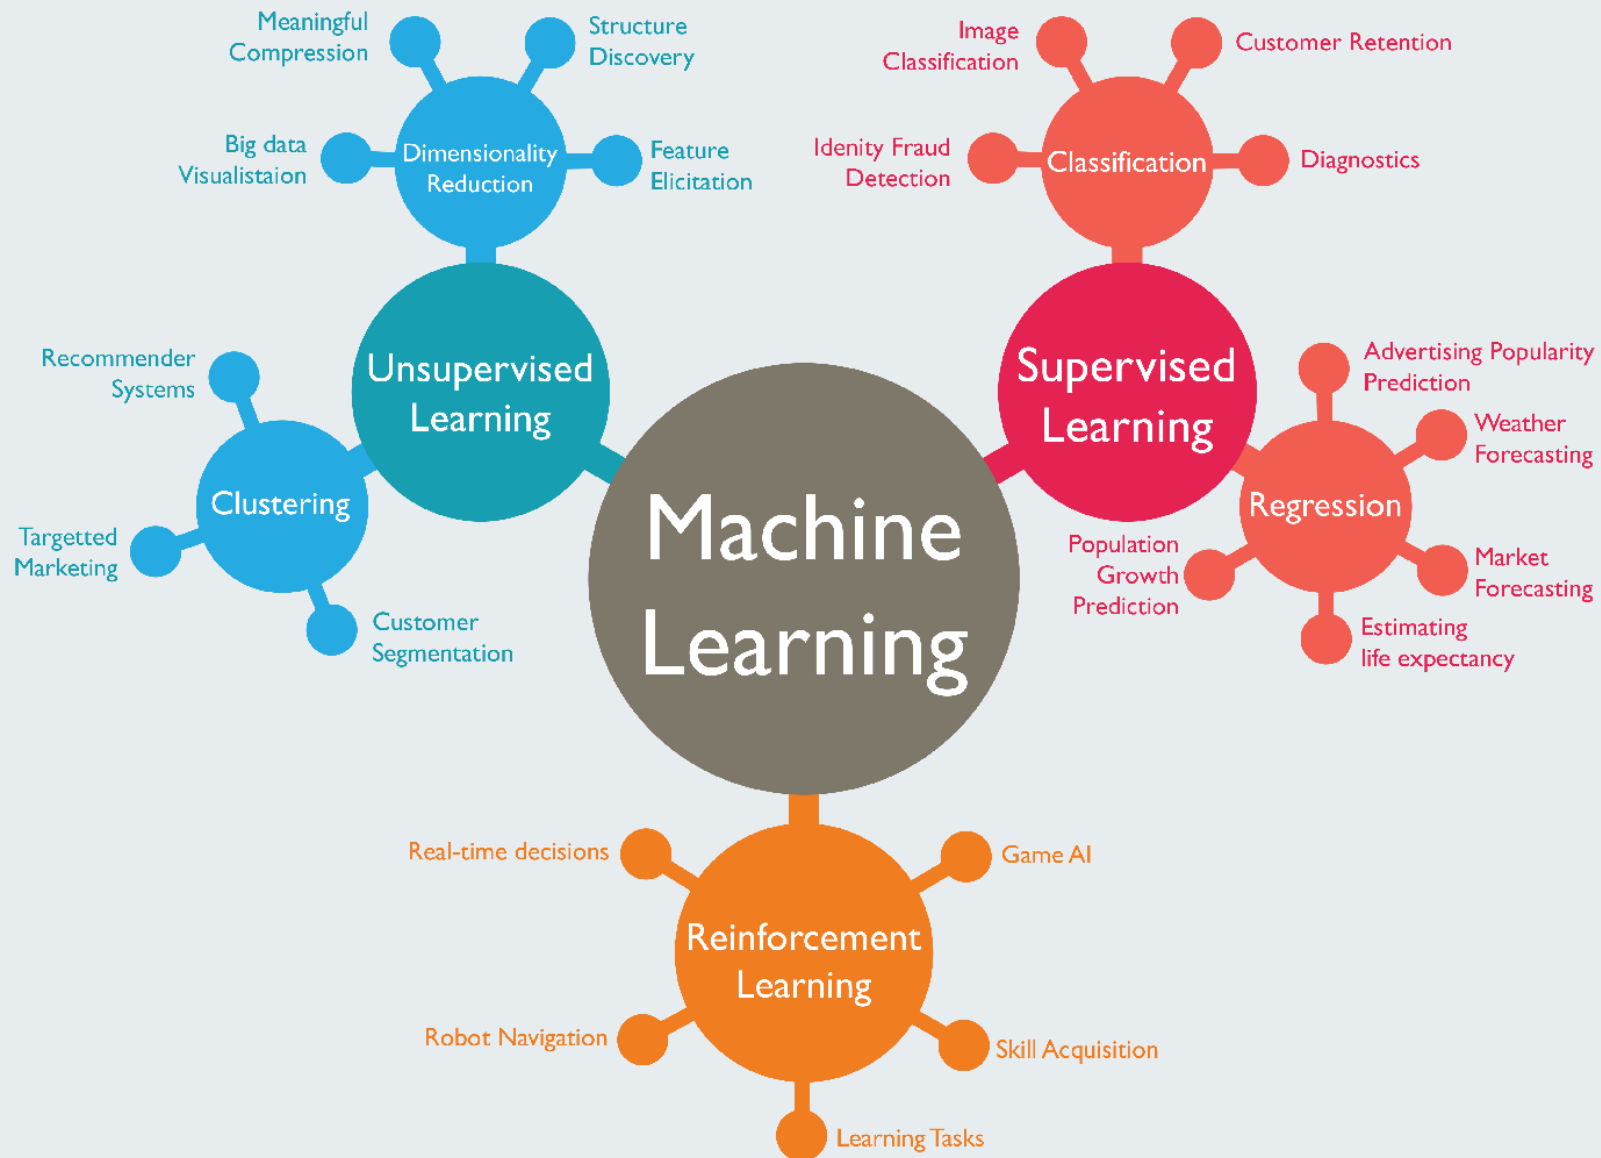 Meaningful
Compression
Structure
Discovery
Big data
Visualistaion
Dimensionality
Reduction
Feature
Elicitation
Image
Classification
Customer Retention
Idenity Fraud
Detection
Classification
Diagnostics
Unsupervised
Learning
Recommender
Systems
Clustering
Targetted
Marketing
Customer
Segmentation
Machine
Learning
Supervised
Learning
Advertising Popularity
Prediction
Weather
Forecasting
Regression
Population
Growth
Prediction
Market
Forecasting
Estimating
life expectancy
Real-time decisions
Game AI
Reinforcement
Learning
Robot Navigation
Skill Acquisition
Learning Tasks